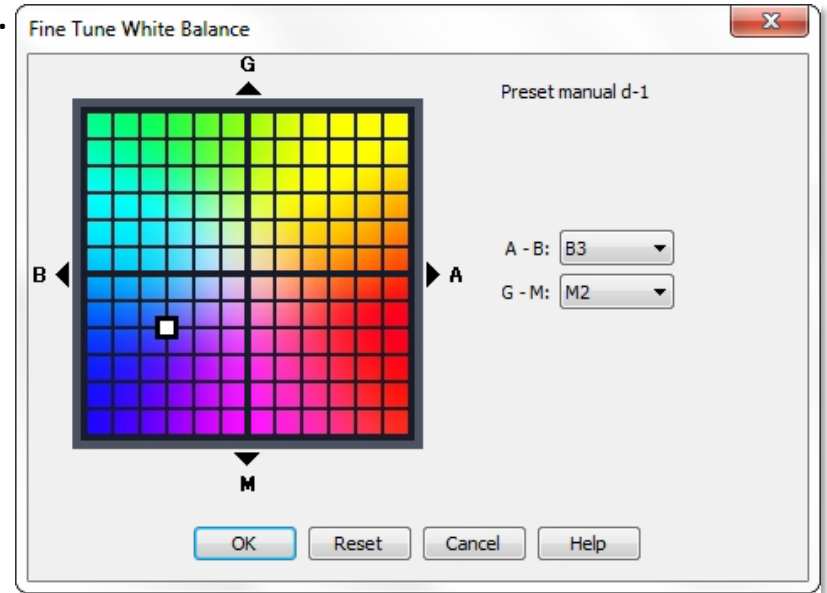 Fine Tune White Balance
G
Preset manual d-1
B
A
A - B: B3
G - M: M2
M
OK Reset Cancel Help